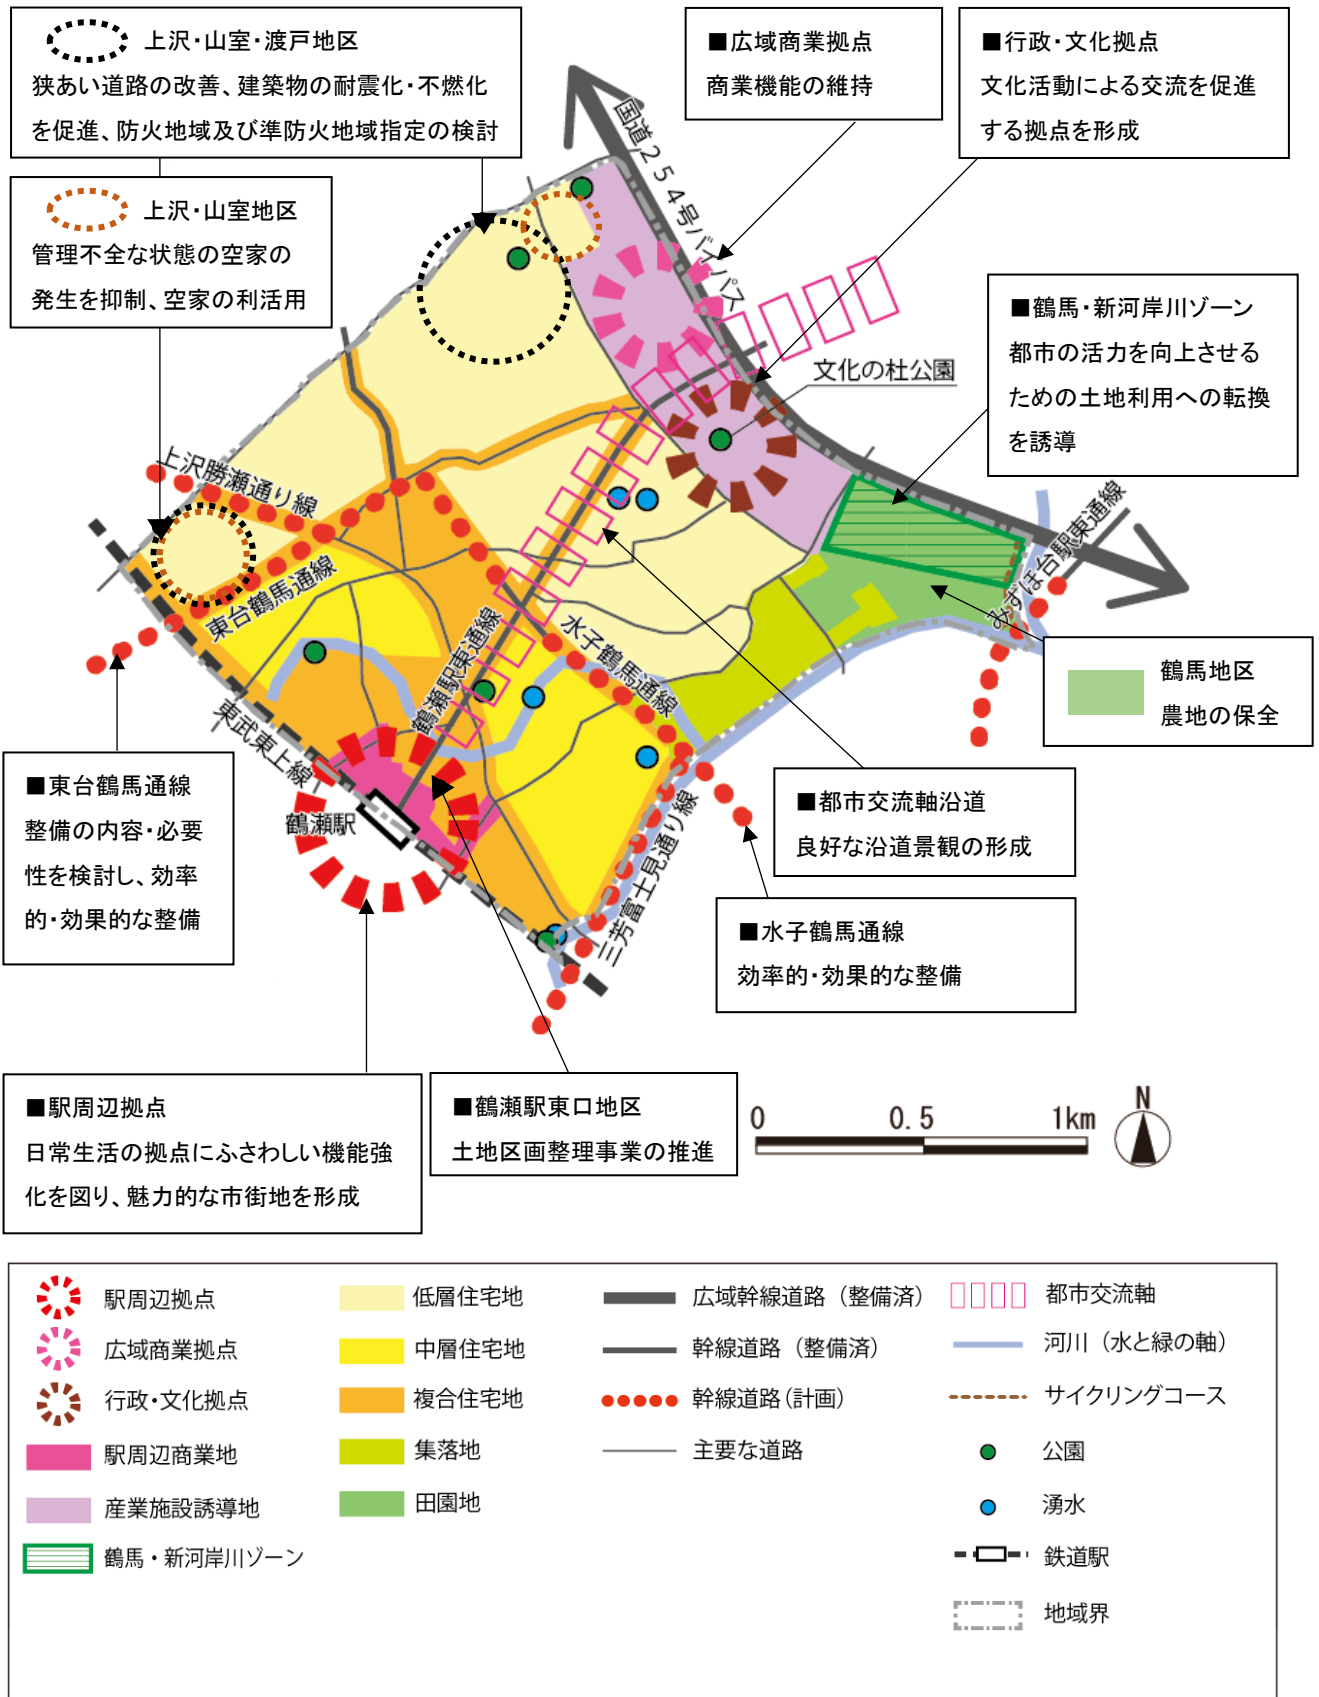 上沢・山室・渡戸地区
狭あい道路の改善、建築物の耐震化・不燃化
を促進、防火地域及び準防火地域指定の検討
上沢・山室地区
管理不全な状態の空家の
発生を抑制、空家の利活用
■広域商業拠点
商業機能の維持
■行政・文化拠点
文化活動による交流を促進
する拠点を形成
■鶴馬・新河岸川ゾーン
都市の活力を向上させる
ための土地利用への転換
を誘導
国道254号バイパス
文化の杜公園
上沢勝瀬通り線
東台鶴馬通線
鶴瀬駅東通線
水子鶴馬通線
みずほ台駅東通線
東武東上線
鶴瀬駅
三芳富士見通り線
鶴馬地区
農地の保全
■東台鶴馬通線
整備の内容・必要
性を検討し、効率
的・効果的な整備
■都市交流軸沿道
良好な沿道景観の形成
■水子鶴馬通線
効率的・効果的な整備
■駅周辺拠点
日常生活の拠点にふさわしい機能強
化を図り、魅力的な市街地を形成
■鶴瀬駅東口地区
土地区画整理事業の推進
0 0.5 1km
N
駅周辺拠点
広域商業拠点
行政・文化拠点
駅周辺商業地
産業施設誘導地
鶴馬・新河岸川ゾーン
低層住宅地
中層住宅地
複合住宅地
集落地
田園地
広域幹線道路（整備済）
幹線道路（整備済）
幹線道路（計画）
主要な道路
都市交流軸
河川（水と緑の軸）
サイクリングコース
公園
湧水
鉄道駅
地域界